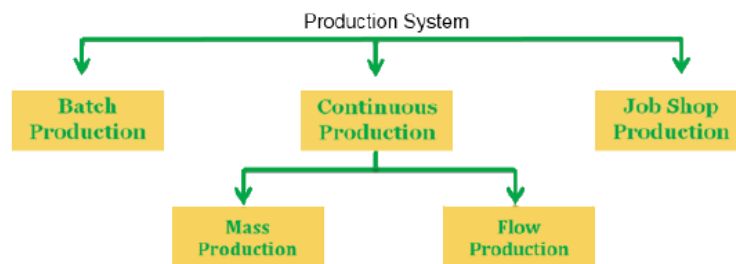 Production System
Batch
Production
Continuous
Production
Job Shop
Production
Mass
Production
Flow
Production